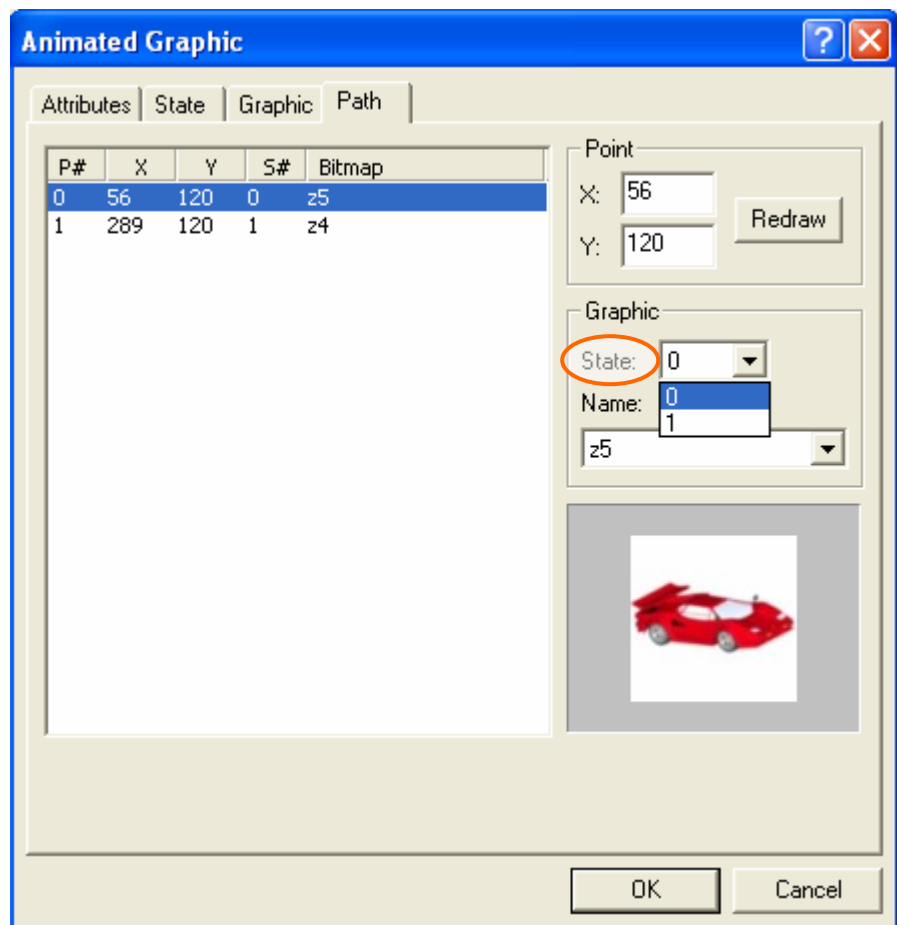 Animated Graphic
Attributes State Graphic Path
P# X Y S# Bitmap
0 56 120 0 z5
1 289 120 1 z4
Point
X: 56
Y: 120
Redraw
Graphic
State: 0
0
1
Name:
z5
OK Cancel